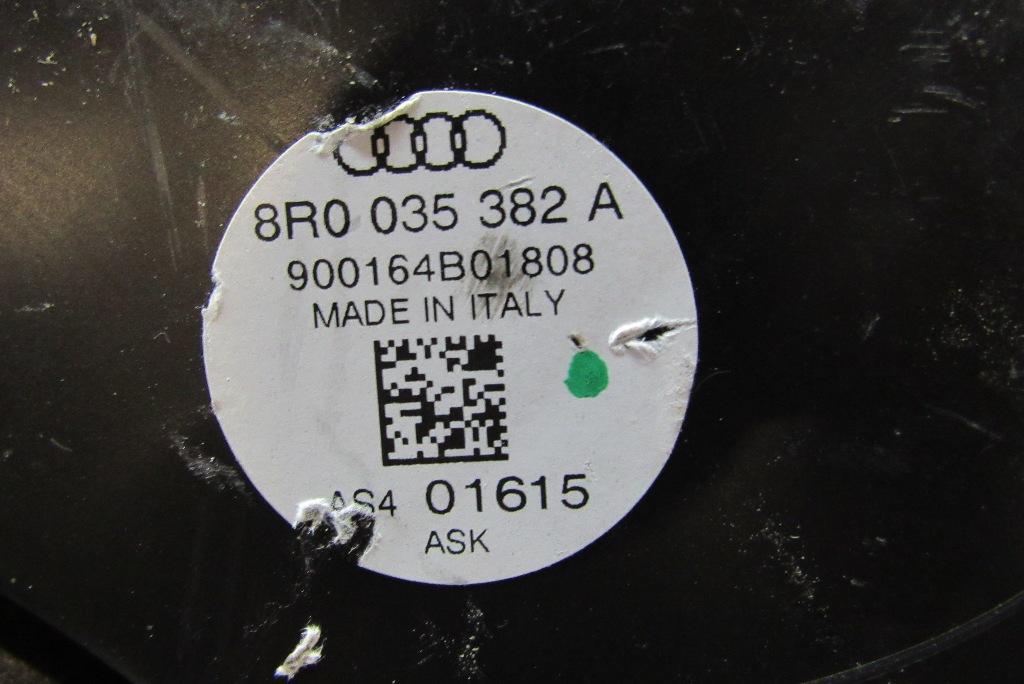 8R0 035 382 A
900164B01808
MADE IN ITALY
AS4 01615
ASK